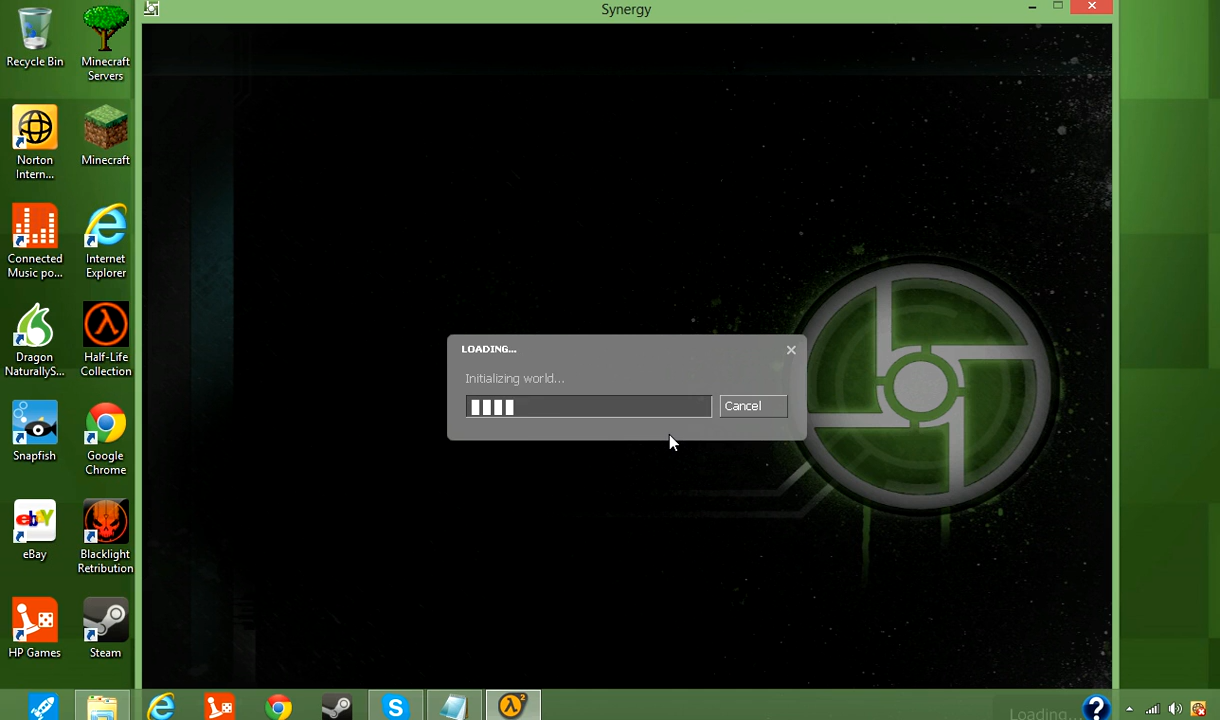 Synergy
Recycle Bin
Minecraft
Servers
Norton
Intern...
Minecraft
Connected
Music po...
Internet
Explorer
Dragon
NaturallyS...
Half-Life
Collection
Snapfish
Google
Chrome
eBay
Blacklight
Retribution
HP Games
Steam
LOADING...
Initializing world...
Cancel
Loading...